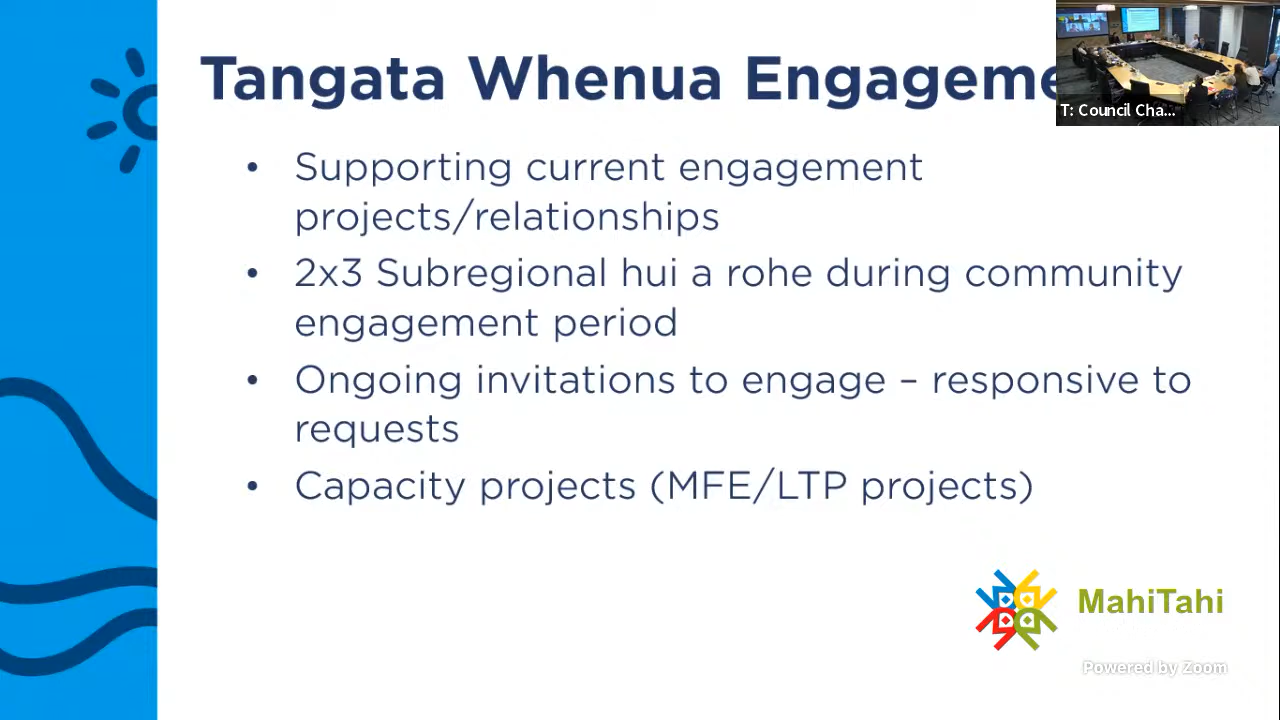 Tangata Whenua Engageme
T: Council Cha...
• Supporting current engagement
projects/relationships
• 2x3 Subregional hui a rohe during community
engagement period
• Ongoing invitations to engage – responsive to
requests
• Capacity projects (MFE/LTP projects)
MahiTahi
Powered by Zoom